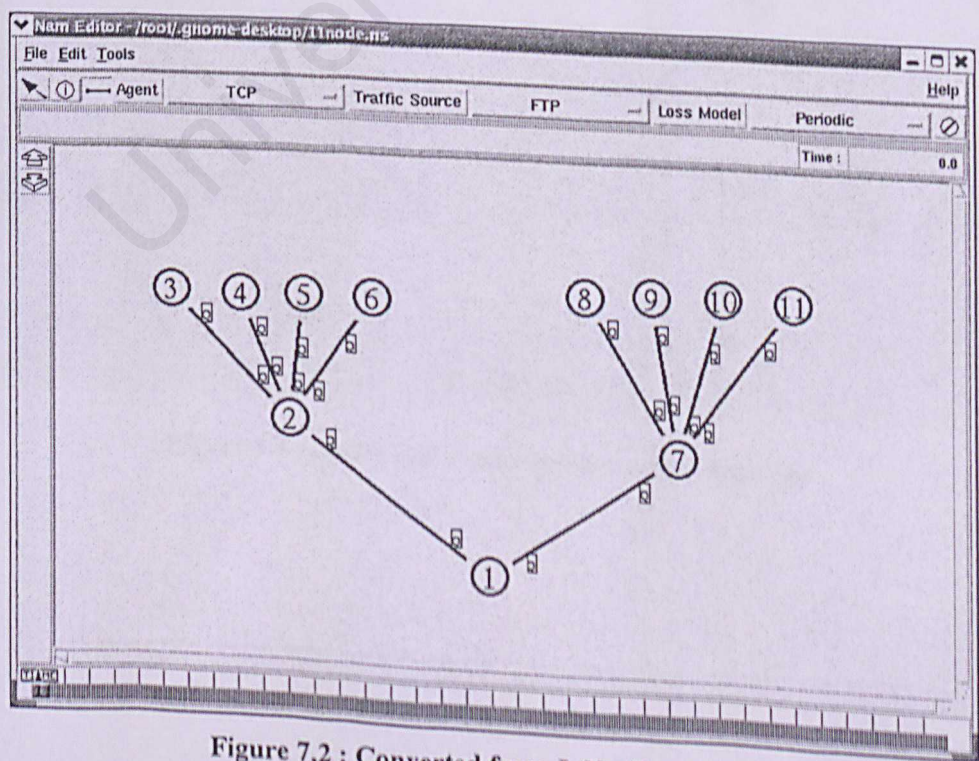 Nam Editor - /root/.gnome-desktop/11node.ns
File Edit Tools
Help
Agent TCP Traffic Source FTP Loss Model Periodic
Time : 0.0
3 4 5 6 8 9 10 11
2
7
1
Figure 7.2 : Converted from